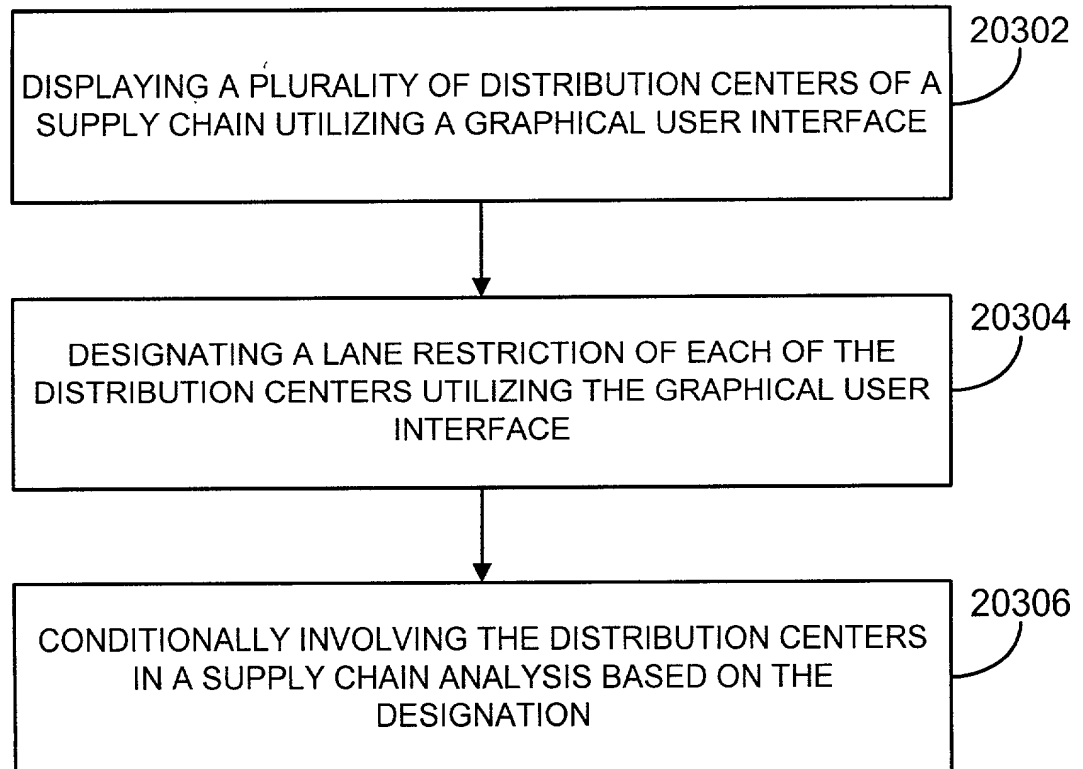 20302
DISPLAYING A PLURALITY OF DISTRIBUTION CENTERS OF A
SUPPLY CHAIN UTILIZING A GRAPHICAL USER INTERFACE
20304
DESIGNATING A LANE RESTRICTION OF EACH OF THE
DISTRIBUTION CENTERS UTILIZING THE GRAPHICAL USER
INTERFACE
20306
CONDITIONALLY INVOLVING THE DISTRIBUTION CENTERS
IN A SUPPLY CHAIN ANALYSIS BASED ON THE
DESIGNATION